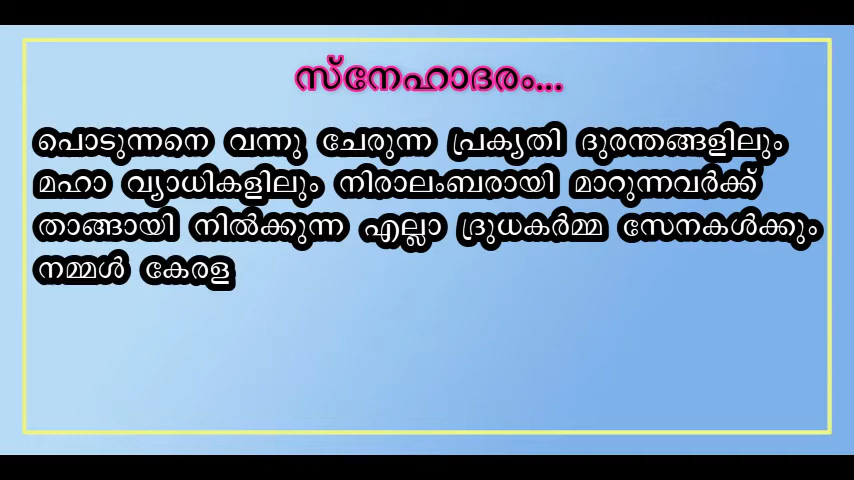 സ്നേഹാദരം...
പൊടുന്നനെ വന്നു ചേരുന്ന പ്രകൃതി ദുരന്തങ്ങളിലും
മഹാ വ്യാധികളിലും നിരാലംബരായി മാറുന്നവർക്ക്
താങ്ങായി നിൽക്കുന്ന എല്ലാ ദ്രുധകർമ്മ സേനകൾക്കും
നമ്മൾ കേരള